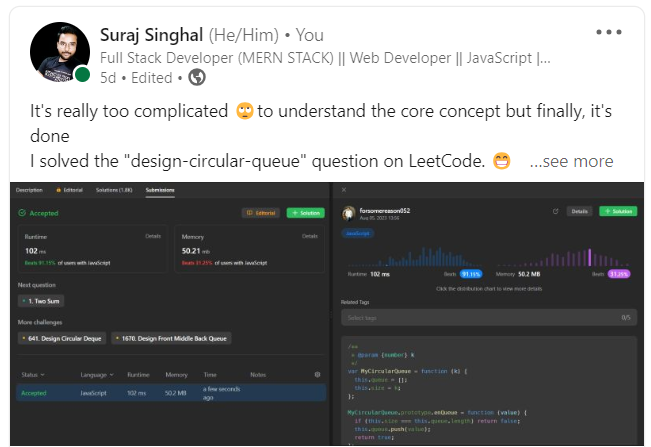 Suraj Singhal (He/Him) • You
Full Stack Developer (MERN STACK) || Web Developer || JavaScript |...
5d • Edited •
It's really too complicated 🙄 to understand the core concept but finally, it's
done
I solved the "design-circular-queue" question on LeetCode. 😁 ...see more
Description Editorial Solutions (1.8K) Submissions
Accepted Editorial + Solution
Runtime Details
102 ms
Beats 91.15% of users with JavaScript
Memory Details
50.21 MB
Beats 31.25% of users with JavaScript
Next question
1. Two Sum
More challenges
641. Design Circular Deque 1670. Design Front Middle Back Queue
Status Language Runtime Memory Time Notes
Accepted JavaScript 102 ms 50.2 MB a few seconds
ago
forsomereason052
Details + Solution
JavaScript
Runtime 102 ms Beats 91.15% Memory 50.2 MB Beats 31.25%
Click the distribution chart to view more details
Related Tags
Select tags 0/5
/**
* @param {number} k
*/
var MyCircularQueue = function (k) {
this.queue = [];
this.size = k;
};
MyCircularQueue.prototype.enQueue = function (value) {
if (this.size === this.queue.length) return false;
this.queue.push(value);
return true;